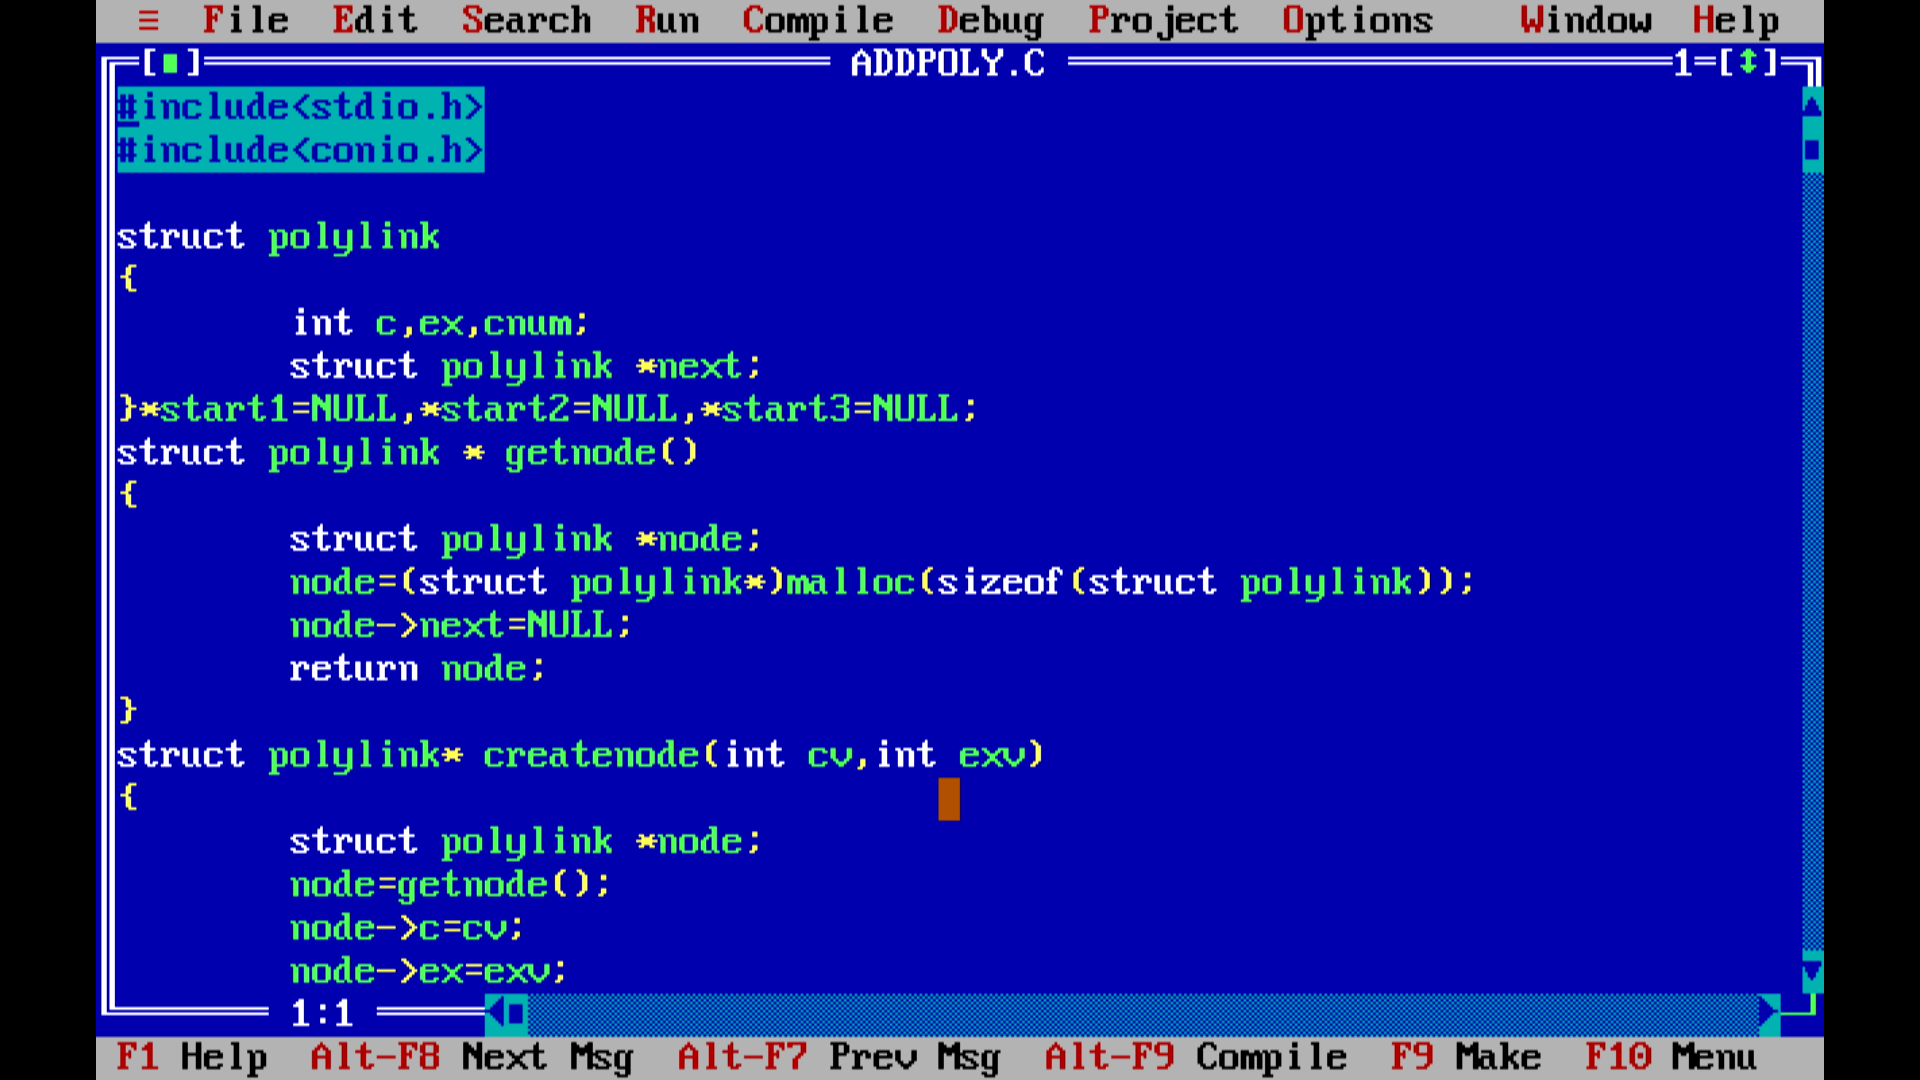 ≡ File Edit Search Run Compile Debug Project Options Window Help
[■] ADDPOLY.C 1=[↕]
#include<stdio.h>
#include<conio.h>
struct polylink
{
int c,ex,cnum;
struct polylink *next;
}*start1=NULL,*start2=NULL,*start3=NULL;
struct polylink * getnode()
{
struct polylink *node;
node=(struct polylink*)malloc(sizeof(struct polylink));
node->next=NULL;
return node;
}
struct polylink* createnode(int cv,int exv)
{
struct polylink *node;
node=getnode();
node->c=cv;
node->ex=exv;
1:1
F1 Help Alt-F8 Next Msg Alt-F7 Prev Msg Alt-F9 Compile F9 Make F10 Menu